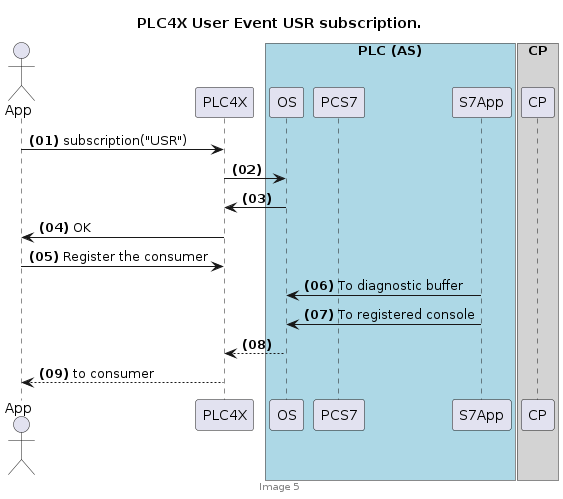 PLC4X User Event USR subscription.
PLC (AS) CP
App PLC4X OS PCS7 S7App CP
(01) subscription("USR")
(02)
(03)
(04) OK
(05) Register the consumer
(06) To diagnostic buffer
(07) To registered console
(08)
(09) to consumer
App PLC4X OS PCS7 S7App CP
Image 5